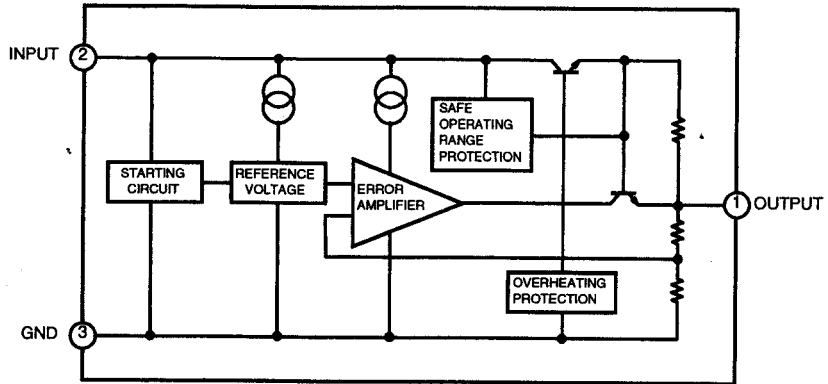 INPUT
2
SAFE
OPERATING
RANGE
PROTECTION
STARTING
CIRCUIT
REFERENCE
VOLTAGE
ERROR
AMPLIFIER
1
OUTPUT
OVERHEATING
PROTECTION
GND
3